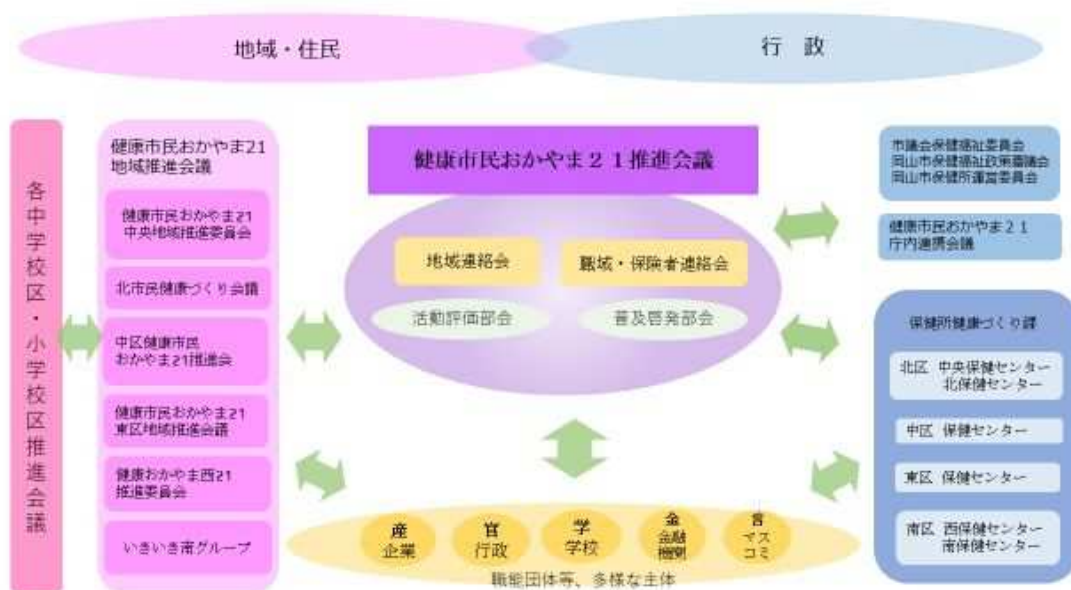 地域・住民
行 政
各中学校区・小学校区推進会議
健康市民おかやま21
地域推進会議
健康市民おかやま21
中央地域推進委員会
北市民健康づくり会議
中区健康市民
おかやま21推進会
健康市民おかやま21
東区地域推進会議
健康おかやま西21
推進委員会
いきいき南グループ
健康市民おかやま21推進会議
地域連絡会
職域・保険者連絡会
活動評価部会
普及啓発部会
産
企業
官
行政
学
学校
金
金融
機関
言
マス
コミ
職能団体等、多様な主体
市議会保健福祉委員会
岡山市保健福祉政策審議会
岡山市保健所運営委員会
健康市民おかやま21
庁内連携会議
保健所健康づくり課
北区 中央保健センター
北保健センター
中区 保健センター
東区 保健センター
南区 西保健センター
南保健センター